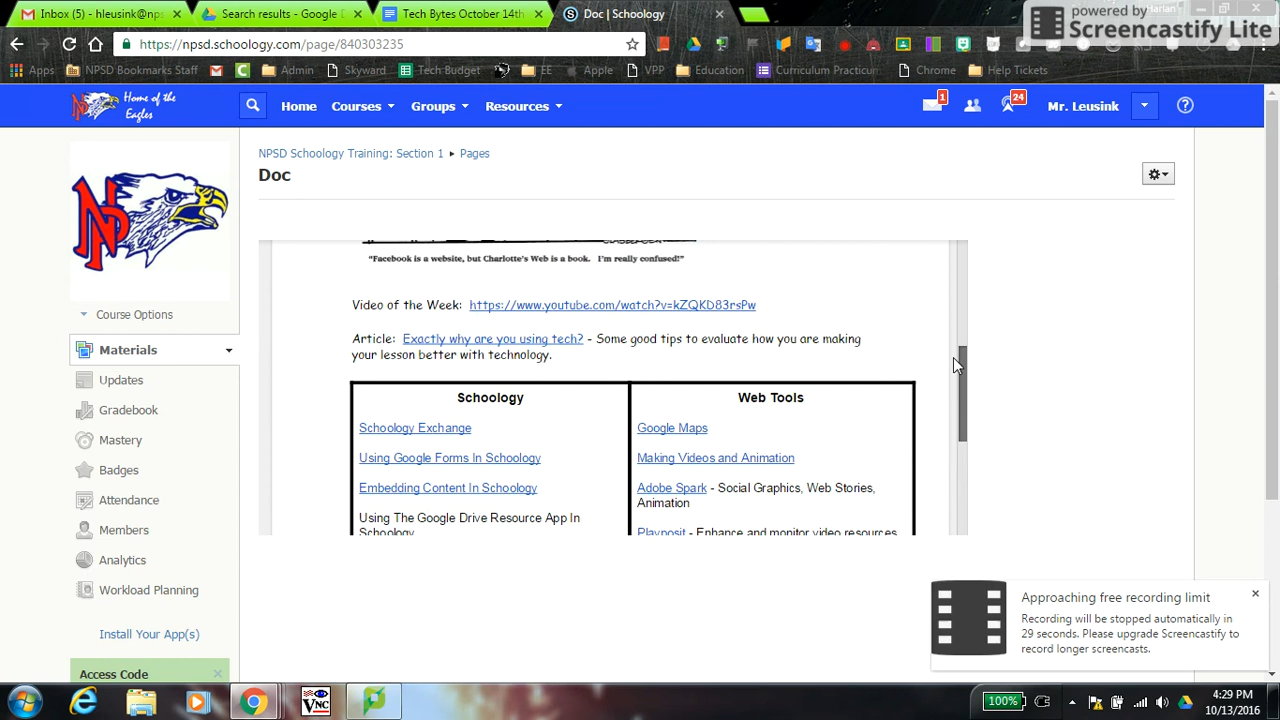 Inbox (5) - hleusink@nps
Search results - Google D
Tech Bytes October 14th
Doc | Schoology
powered by
Screencastify Lite
https://npsd.schoology.com/page/840303235
Apps
NPSD Bookmarks Staff
Admin
Skyward
Tech Budget
EE
Apple
VPP
Education
Curriculum Practicum
Chrome
Help Tickets
Home of the
Eagles
Home
Courses
Groups
Resources
1
24
Mr. Leusink
NPSD Schoology Training: Section 1 ▸ Pages
Doc
NP
"Facebook is a website, but Charlotte's Web is a book. I'm really confused!"
Video of the Week: https://www.youtube.com/watch?v=kZQKD83rsPw
Article: Exactly why are you using tech? - Some good tips to evaluate how you are making
your lesson better with technology.
Schoology
Schoology Exchange
Using Google Forms In Schoology
Embedding Content In Schoology
Using The Google Drive Resource App In
Schoology
Web Tools
Google Maps
Making Videos and Animation
Adobe Spark - Social Graphics, Web Stories,
Animation
Playposit - Enhance and monitor video resources
Course Options
Materials
Updates
Gradebook
Mastery
Badges
Attendance
Members
Analytics
Workload Planning
Install Your App(s)
Access Code
Approaching free recording limit
Recording will be stopped automatically in
29 seconds. Please upgrade Screencastify to
record longer screencasts.
VNC
100%
4:29 PM
10/13/2016